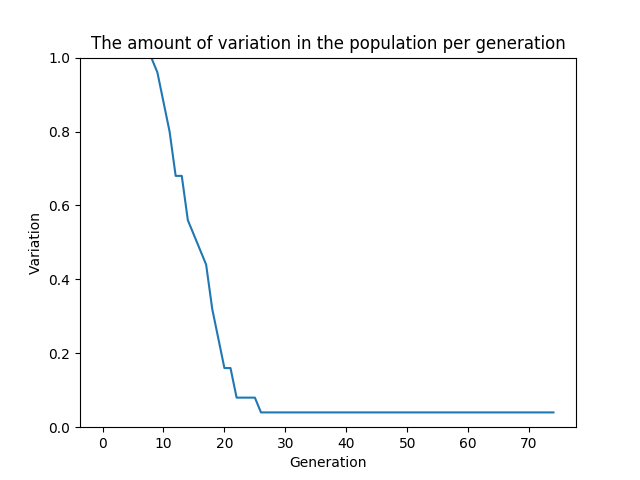 The amount of variation in the population per generation
1.0
0.8
0.6
0.4
0.2
0.0
Variation
0 10 20 30 40 50 60 70
Generation